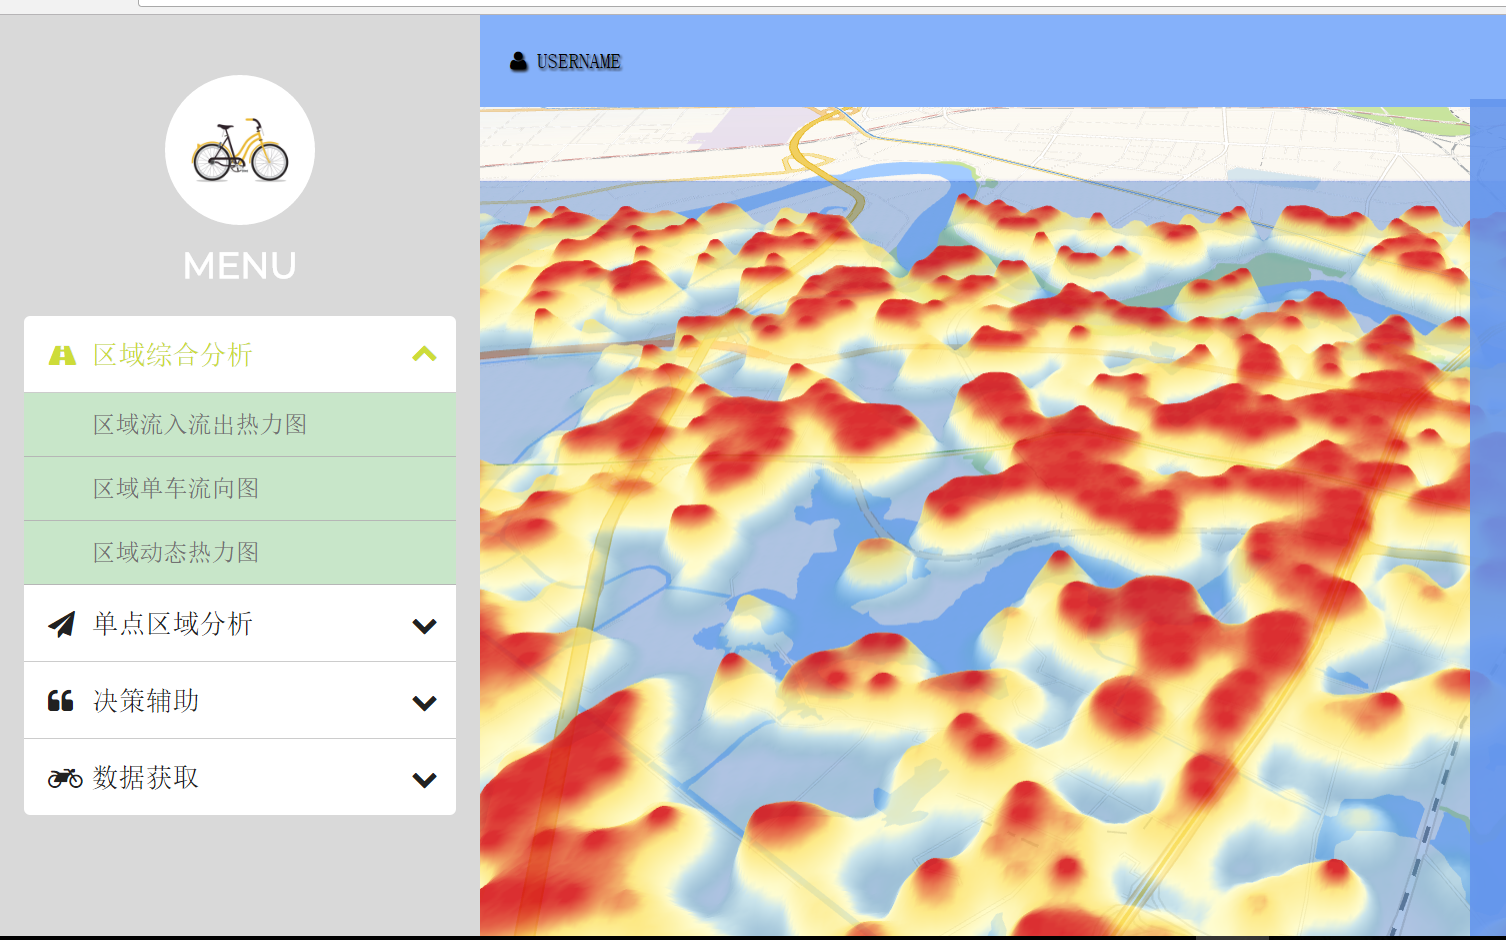 USERNAME
MENU
区域综合分析
区域流入流出热力图
区域单车流向图
区域动态热力图
单点区域分析
决策辅助
数据获取